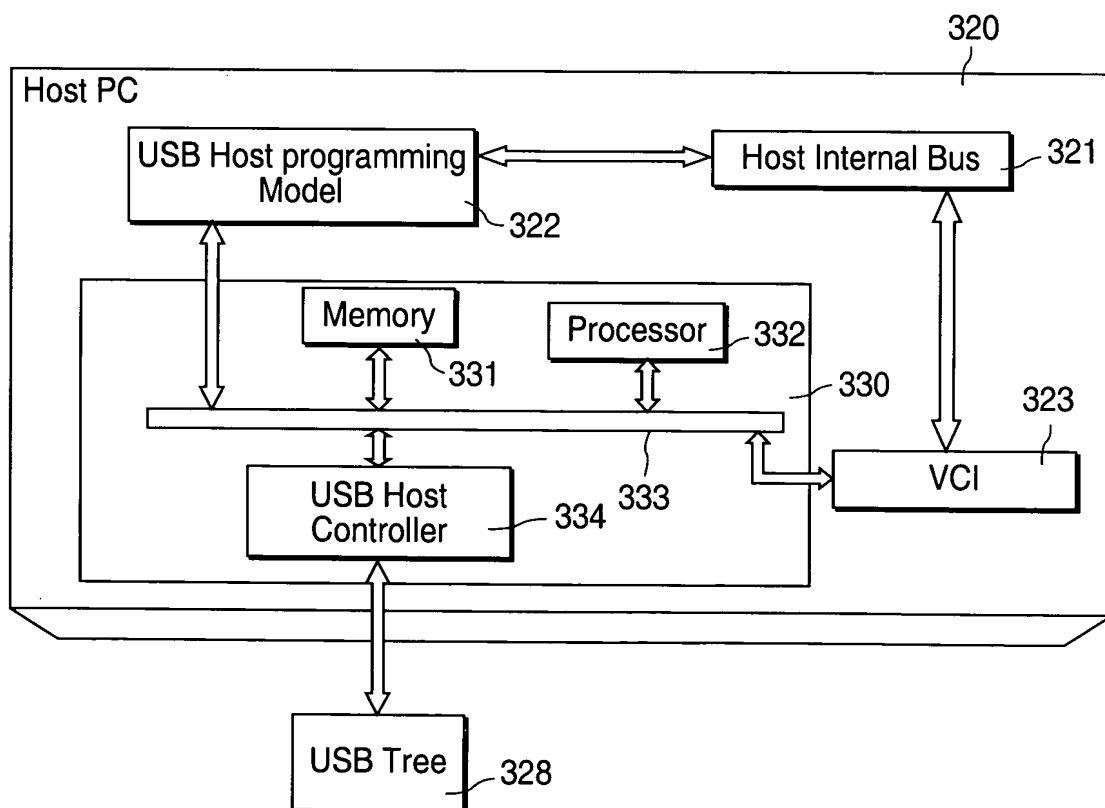 320
Host PC
USB Host programming
Model
322
Host Internal Bus
321
Memory
331
Processor
332
330
323
VCI
333
USB Host
Controller
334
USB Tree
328